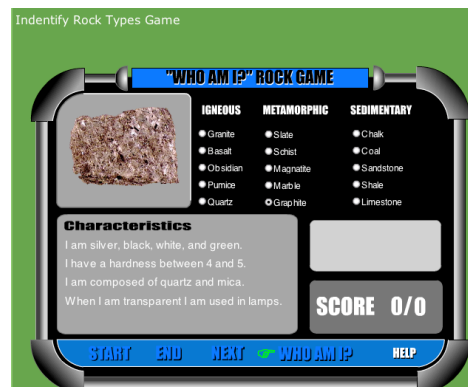 Indentify Rock Types Game
"WHO AM I?" ROCK GAME
IGNEOUS METAMORPHIC SEDIMENTARY
Granite Slate Chalk
Basalt Schist Coal
Obsidian Magnatite Sandstone
Pumice Marble Shale
Quartz Graphite Limestone
Characteristics
I am silver, black, white, and green.
I have a hardness between 4 and 5.
I am composed of quartz and mica.
When I am transparent I am used in lamps.
SCORE 0/0
START END NEXT WHO AM I? HELP